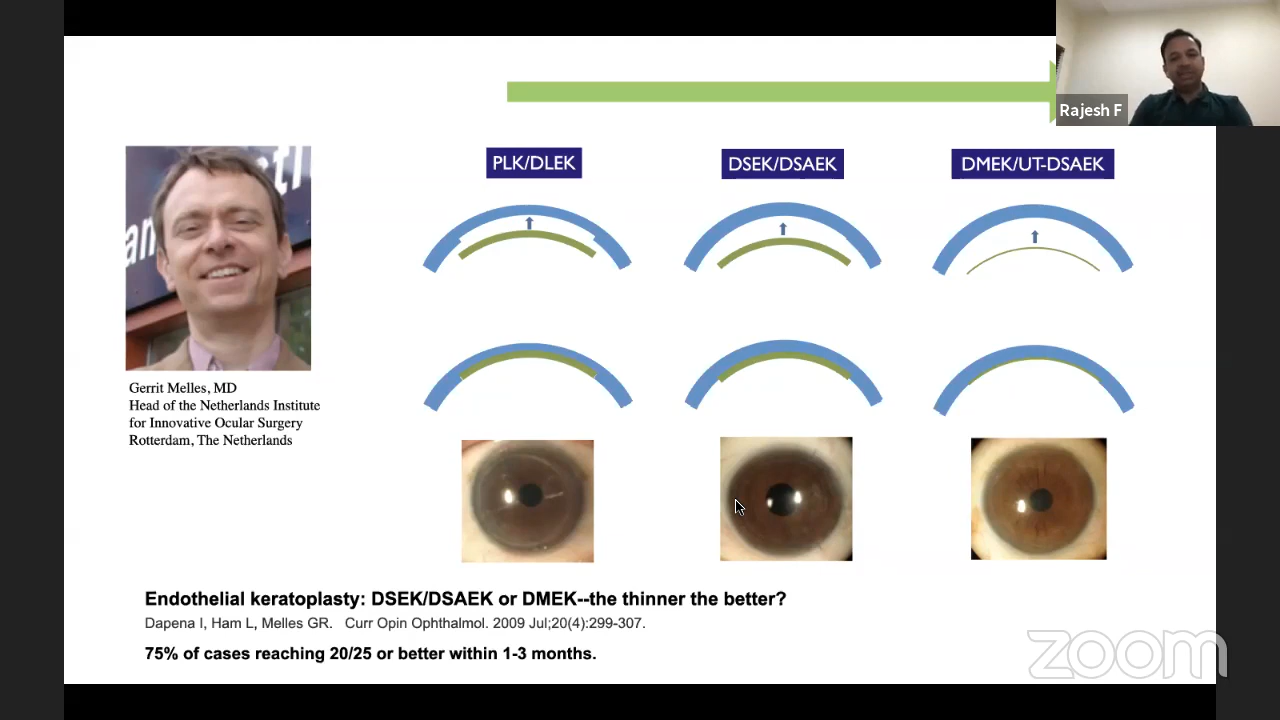 Rajesh F
PLK/DLEK
DSEK/DSAEK
DMEK/UT-DSAEK
Gerrit Melles, MD
Head of the Netherlands Institute
for Innovative Ocular Surgery
Rotterdam, The Netherlands
Endothelial keratoplasty: DSEK/DSAEK or DMEK--the thinner the better?
Dapena I, Ham L, Melles GR. Curr Opin Ophthalmol. 2009 Jul;20(4):299-307.
75% of cases reaching 20/25 or better within 1-3 months.
zoom